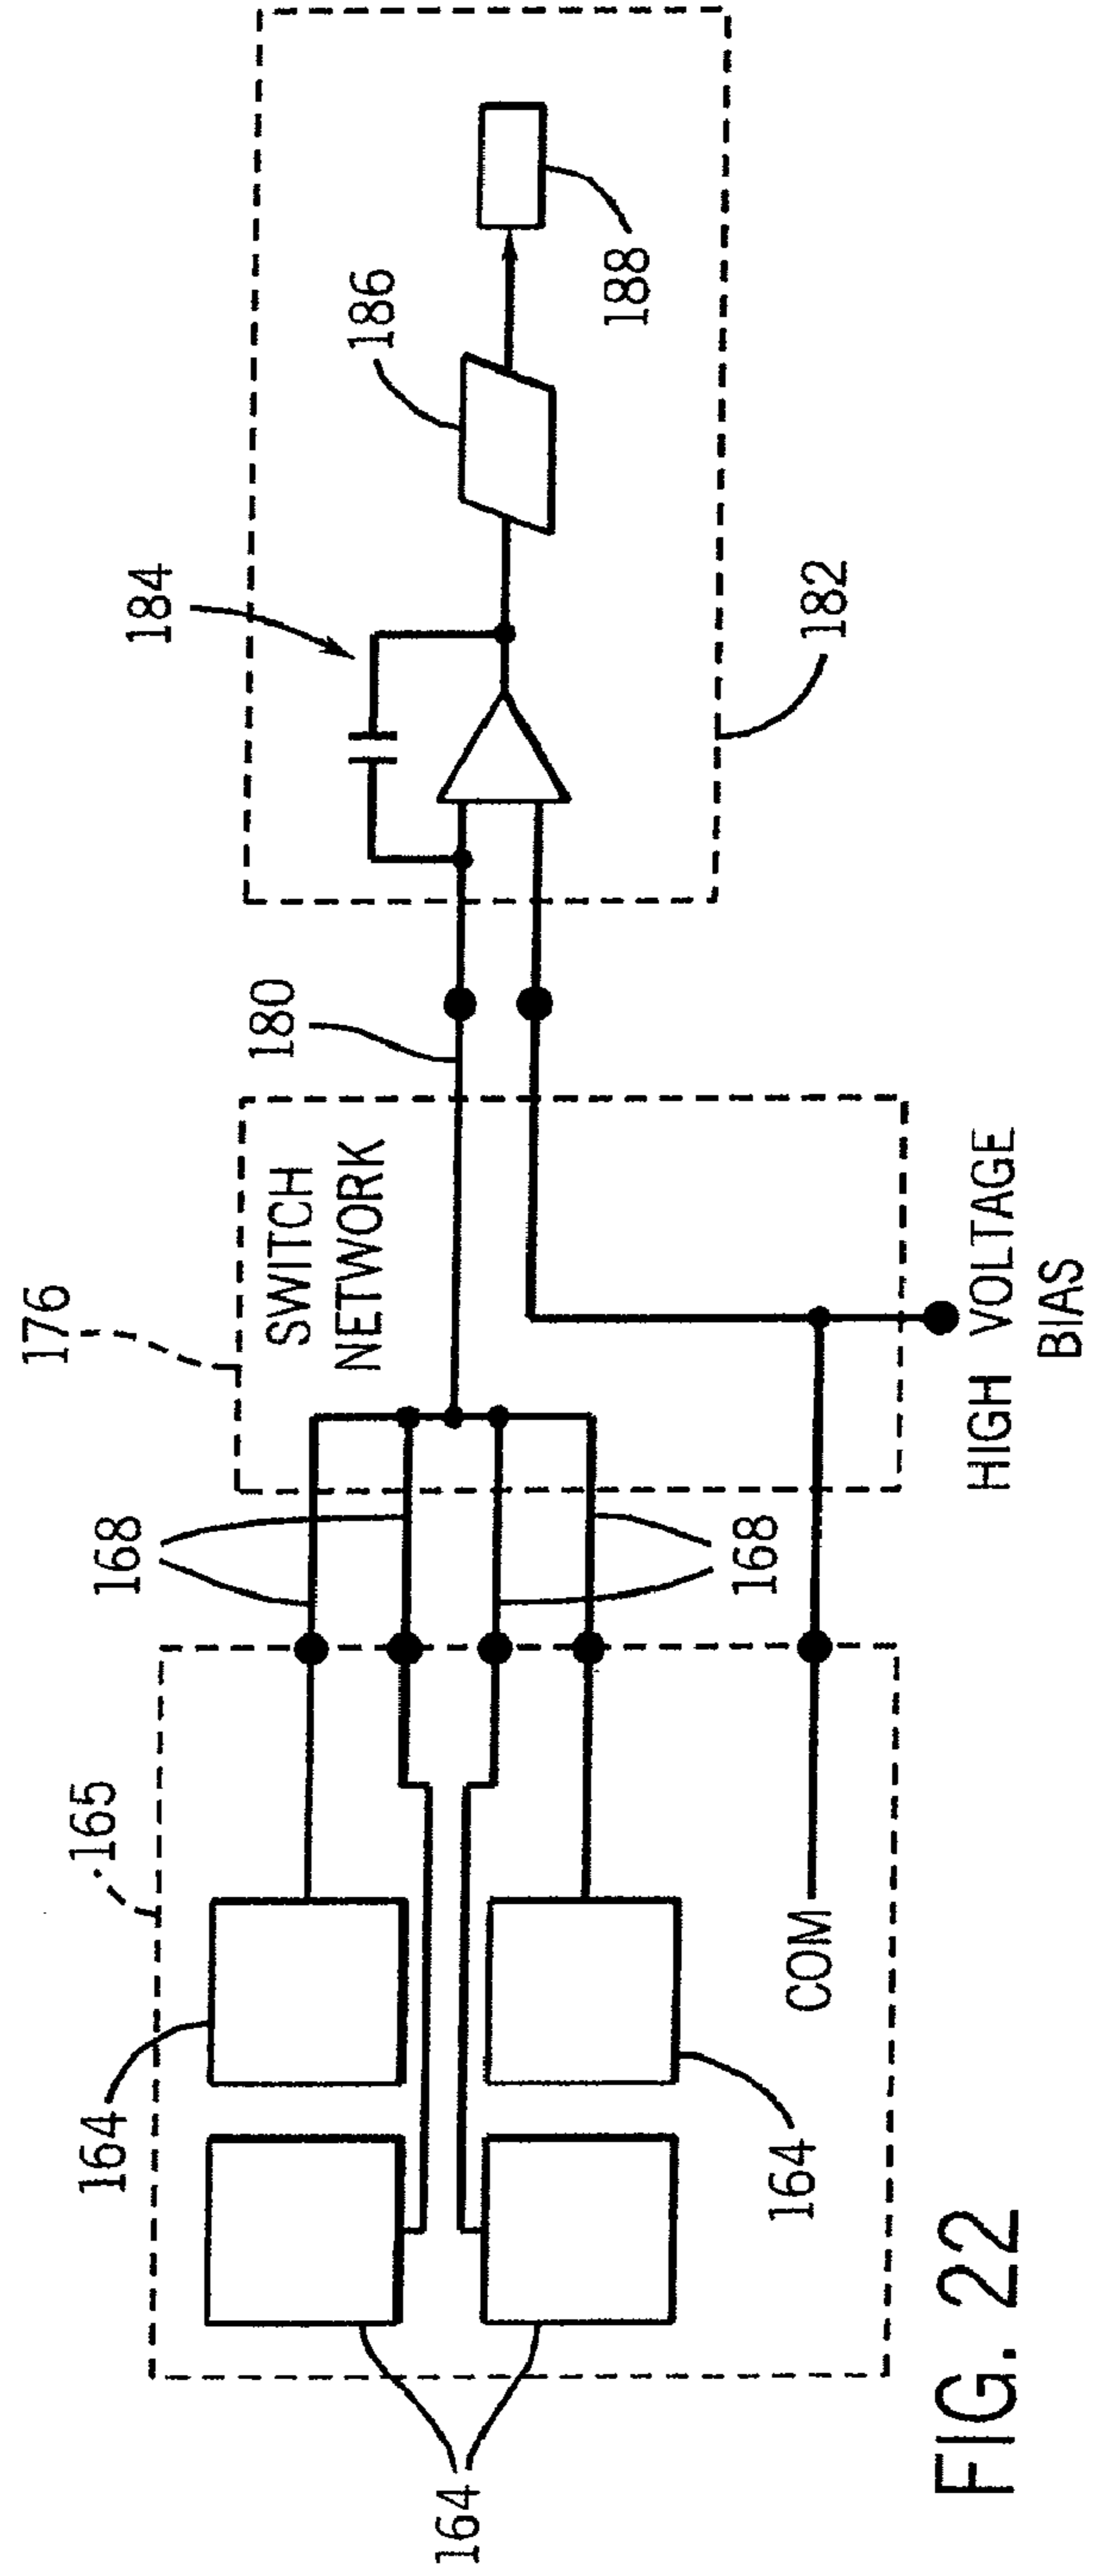 176
SWITCH
NETWORK
180
184
186
188
182
168
168
165
164
164
164
COM
HIGH VOLTAGE
BIAS
FIG. 22